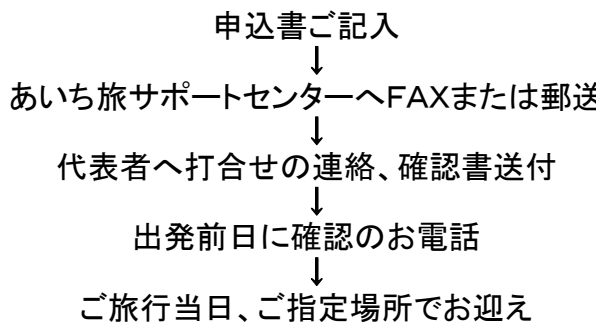 申込書ご記入
↓
あいち旅サポートセンターへFAXまたは郵送
↓
代表者へ打合せの連絡、確認書送付
↓
出発前日に確認のお電話
↓
ご旅行当日、ご指定場所でお迎え